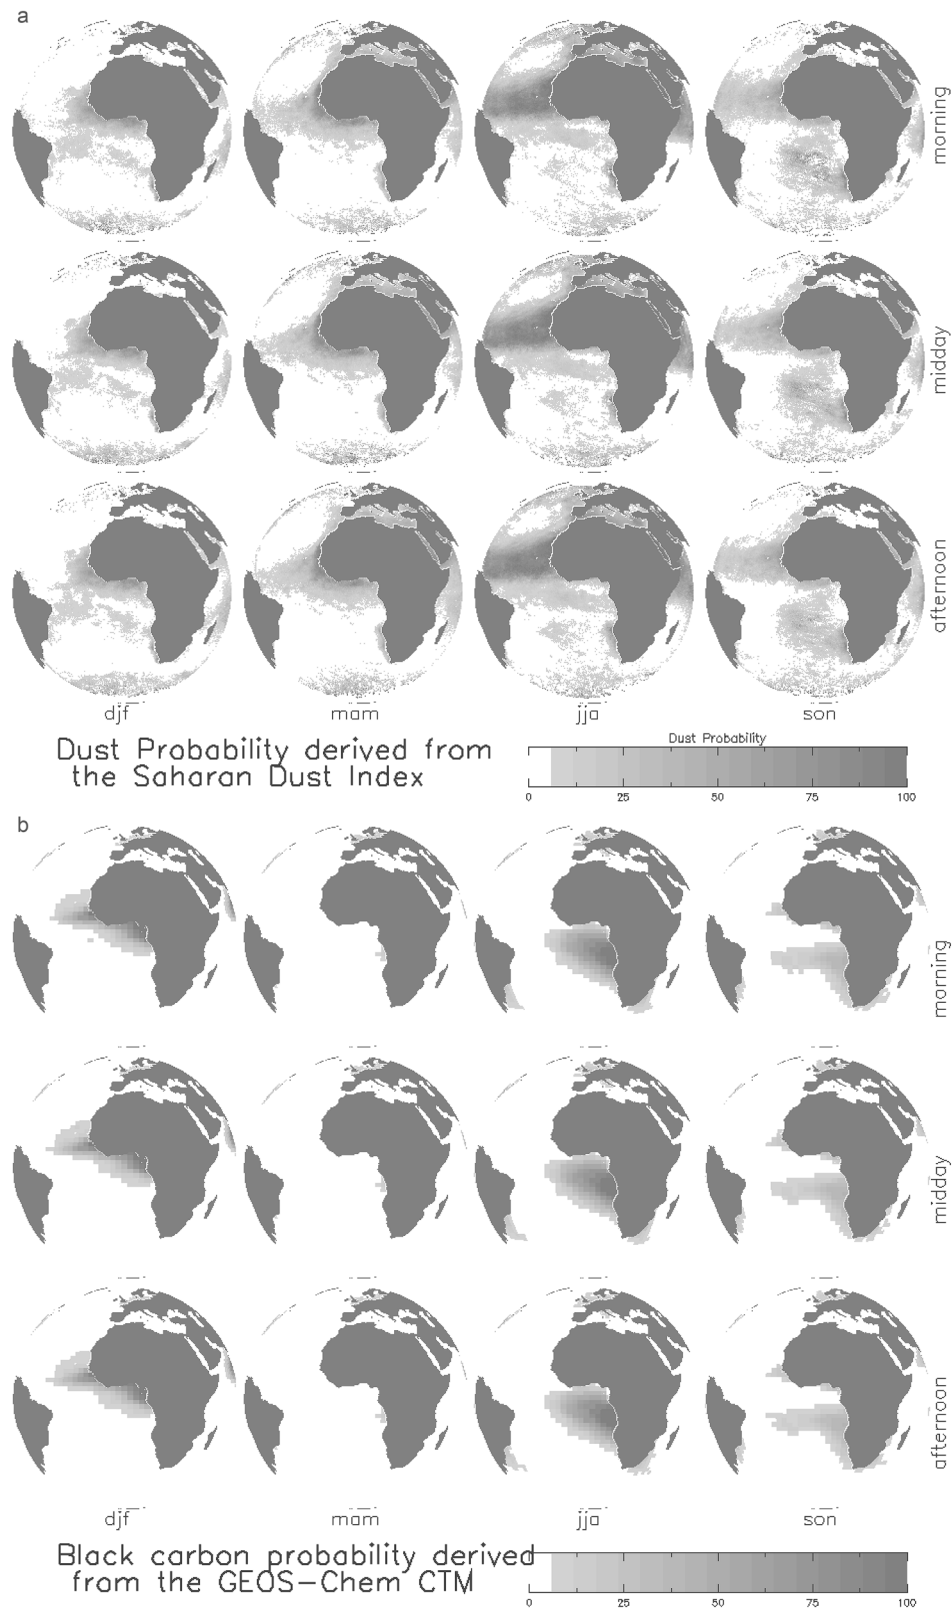 a
morning
midday
afternoon
djf mam jja son
Dust Probability derived from
the Saharan Dust Index
Dust Probability
0 25 50 75 100
b
morning
midday
afternoon
djf mam jja son
Black carbon probability derived
from the GEOS-Chem CTM
0 25 50 75 100